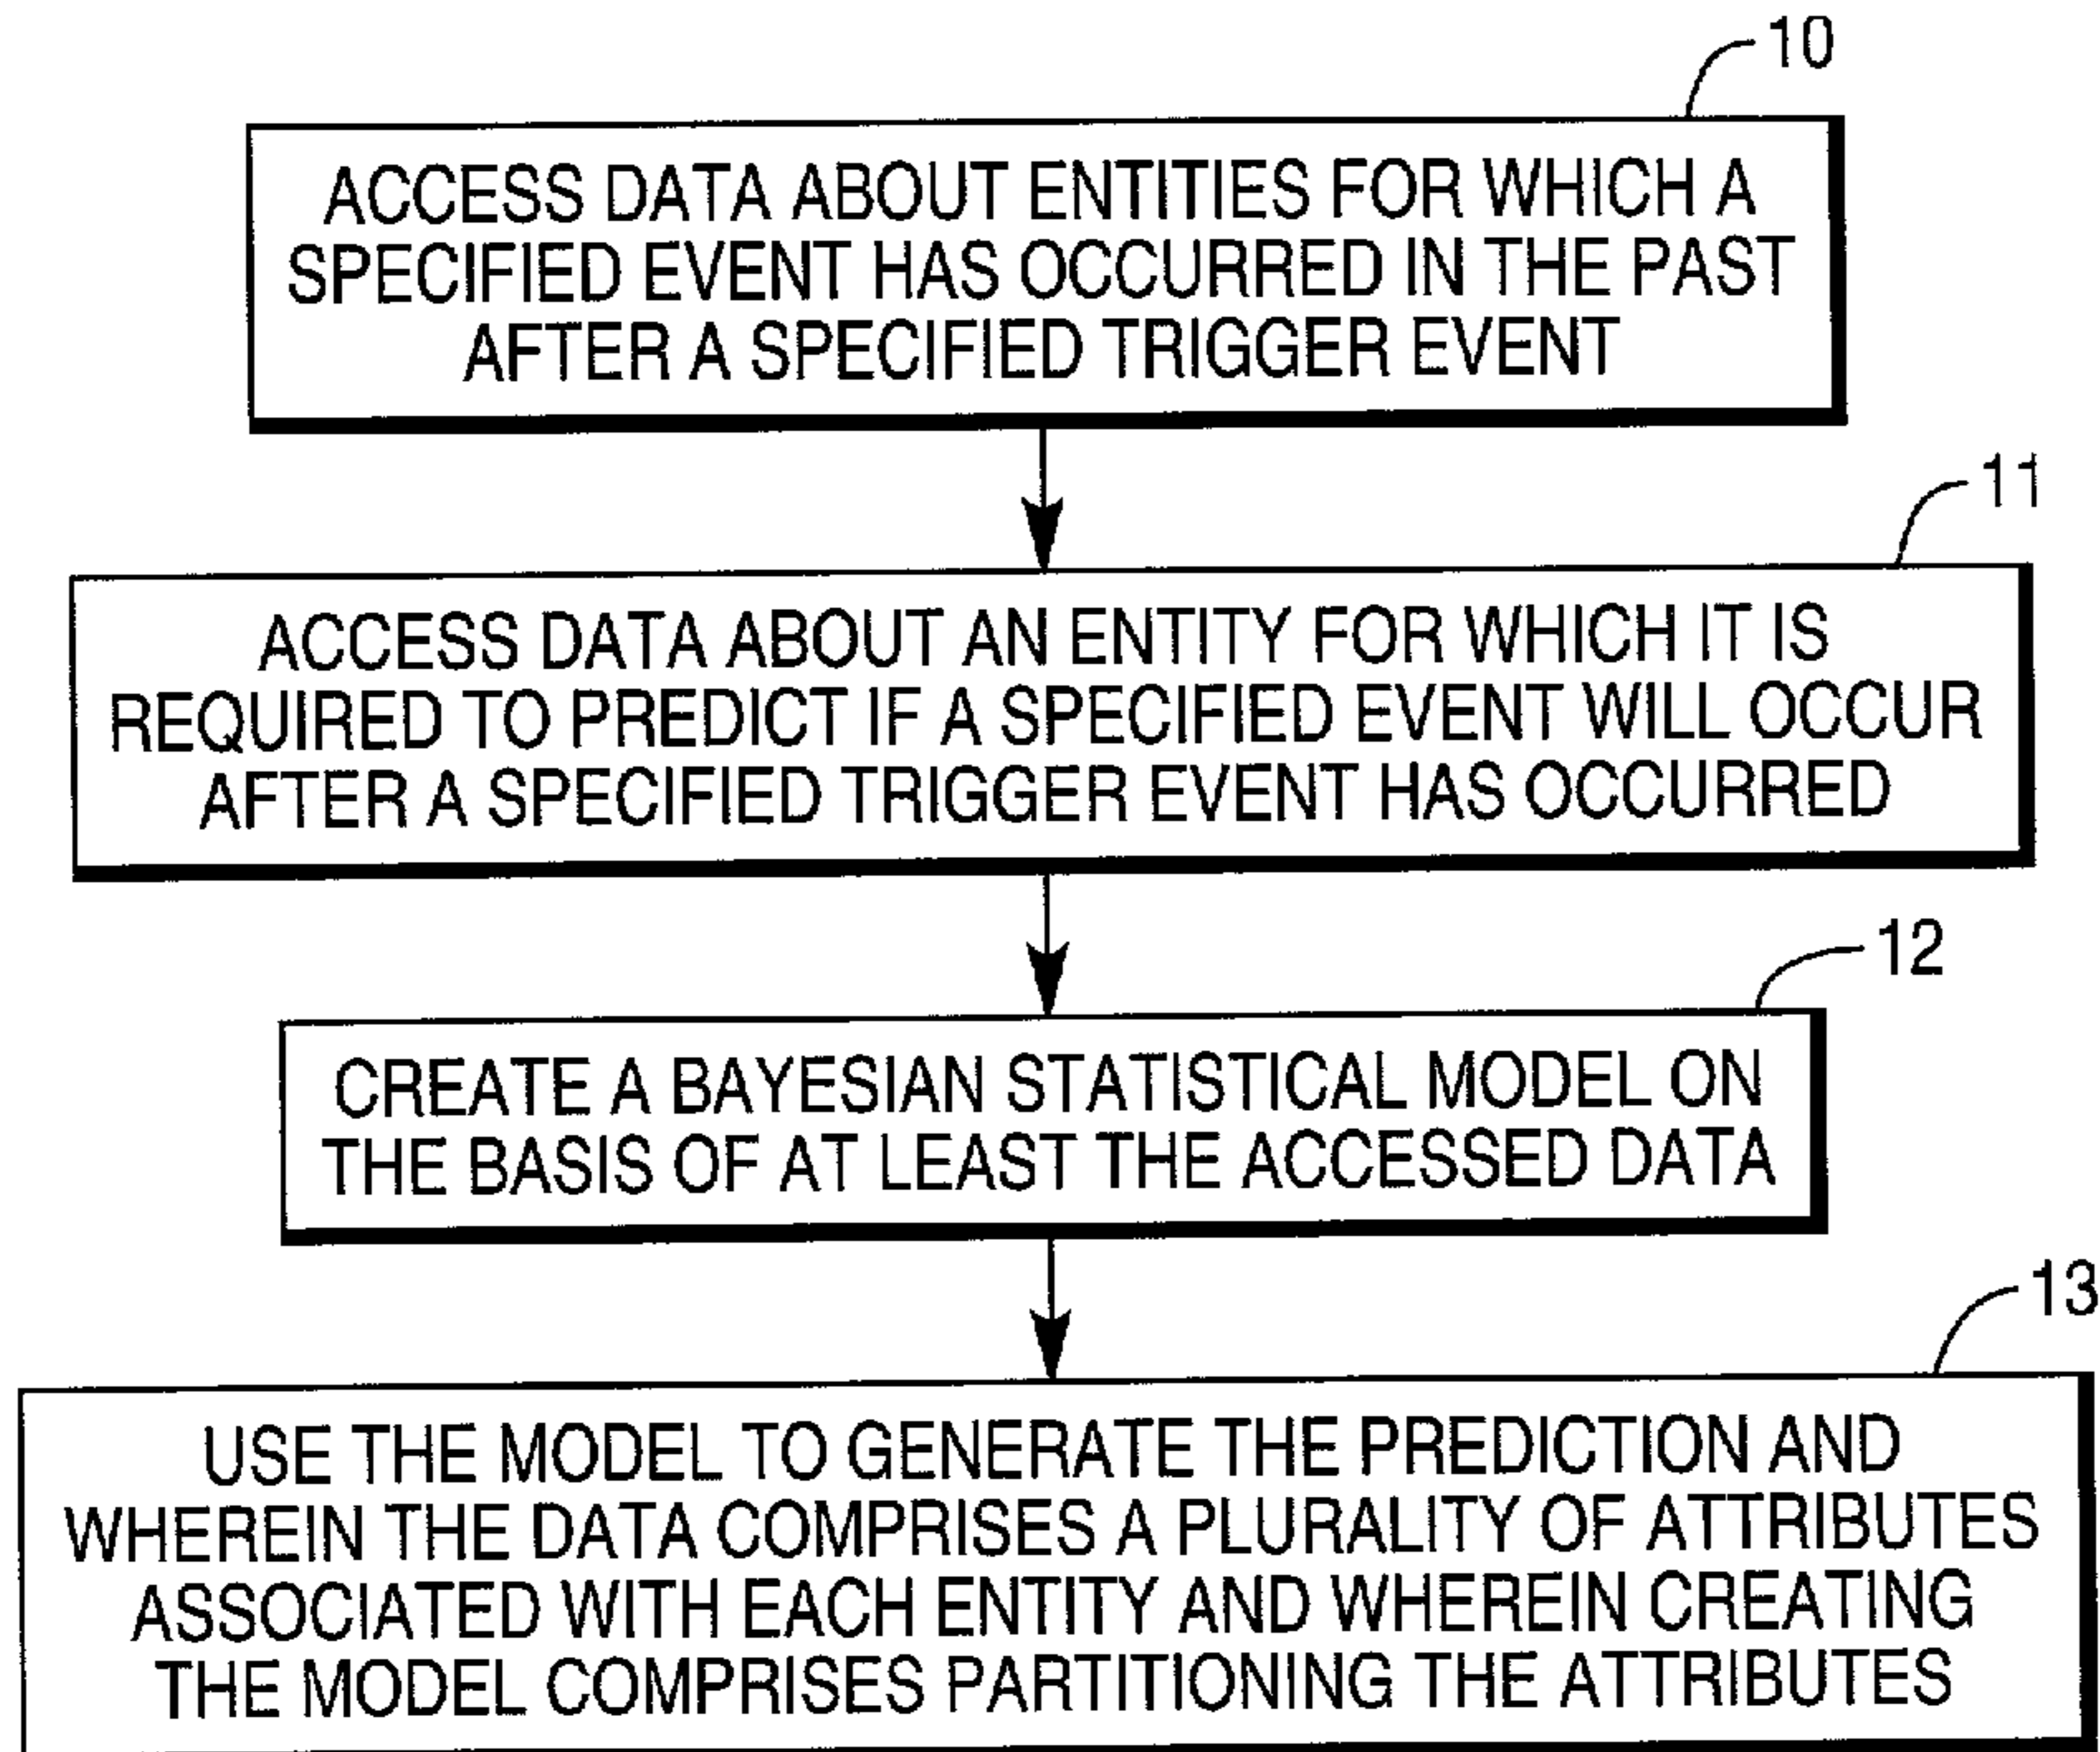 10
ACCESS DATA ABOUT ENTITIES FOR WHICH A
SPECIFIED EVENT HAS OCCURRED IN THE PAST
AFTER A SPECIFIED TRIGGER EVENT
11
ACCESS DATA ABOUT AN ENTITY FOR WHICH IT IS
REQUIRED TO PREDICT IF A SPECIFIED EVENT WILL OCCUR
AFTER A SPECIFIED TRIGGER EVENT HAS OCCURRED
12
CREATE A BAYESIAN STATISTICAL MODEL ON
THE BASIS OF AT LEAST THE ACCESSED DATA
13
USE THE MODEL TO GENERATE THE PREDICTION AND
WHEREIN THE DATA COMPRISES A PLURALITY OF ATTRIBUTES
ASSOCIATED WITH EACH ENTITY AND WHEREIN CREATING
THE MODEL COMPRISES PARTITIONING THE ATTRIBUTES